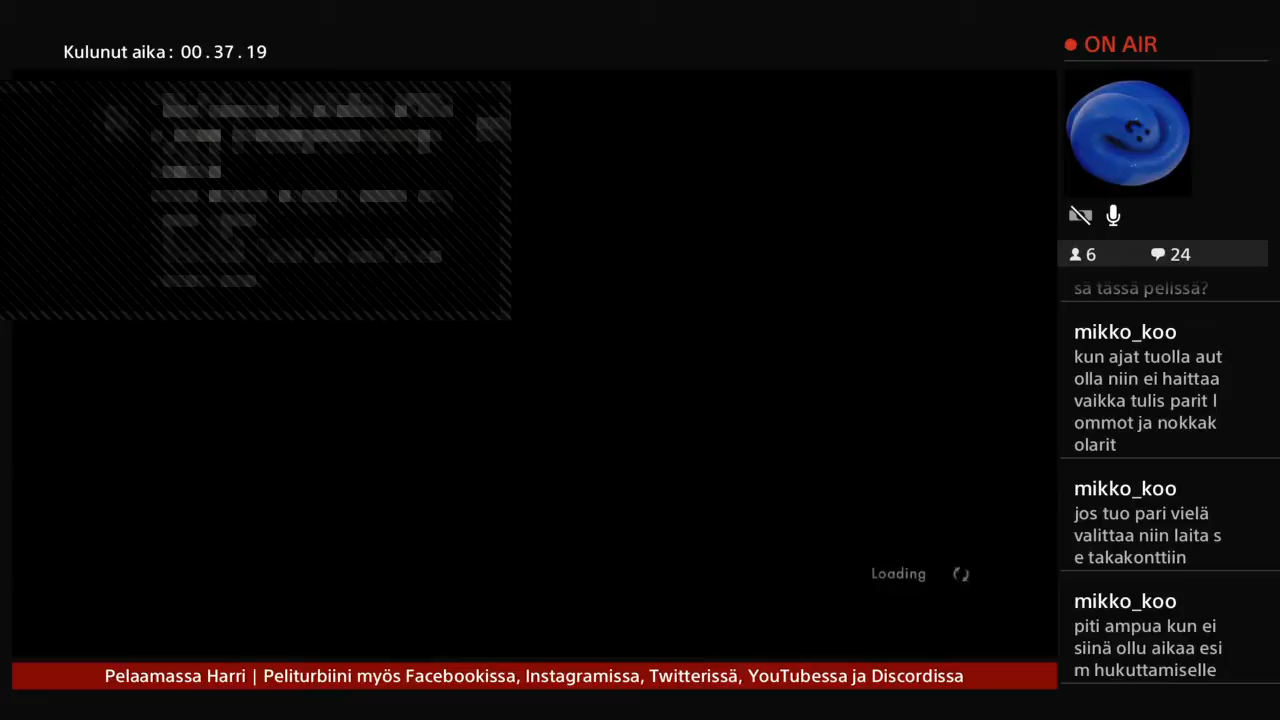 Kulunut aika: 00.37.19
ON AIR
6 24
sä tässä pelissä?
mikko_koo
kun ajat tuolla aut
olla niin ei haittaa
vaikka tulis parit l
ommot ja nokkak
olarit
mikko_koo
jos tuo pari vielä
valittaa niin laita s
e takakonttiin
mikko_koo
piti ampua kun ei
siinä ollu aikaa esi
m hukuttamiselle
Loading
Pelaamassa Harri | Peliturbiini myös Facebookissa, Instagramissa, Twitterissä, YouTubessa ja Discordissa